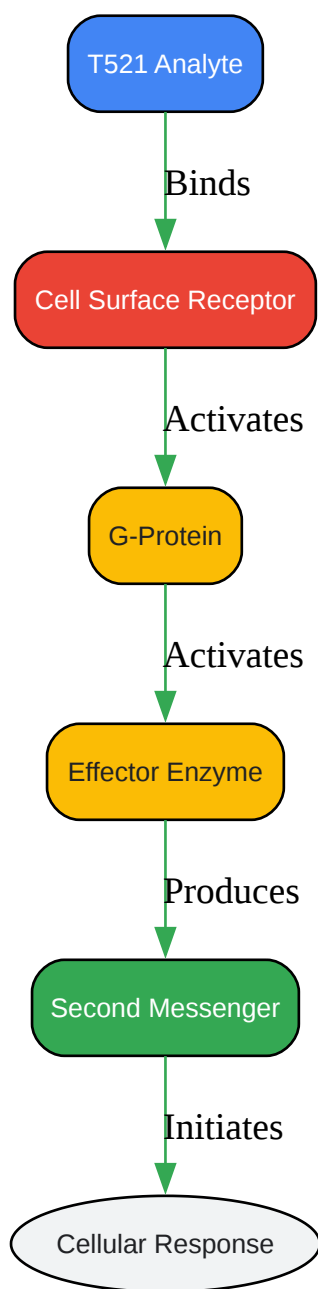 T521 Analyte
Binds
Cell Surface Receptor
Activates
G-Protein
Activates
Effector Enzyme
Produces
Second Messenger
Initiates
Cellular Response